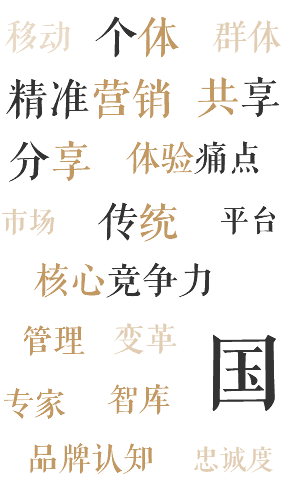 移动 个体 群体
精准营销 共享
分享 体验痛点
市场 传统 平台
核心竞争力
管理 变革
国
专家 智库
品牌认知 忠诚度